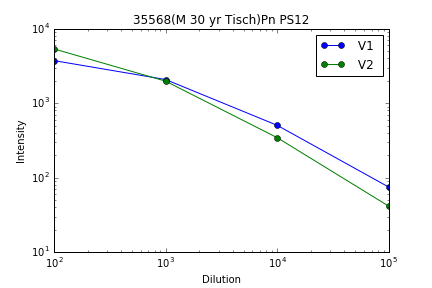 35568(M 30 yr Tisch)Pn PS12
V1
V2
Intensity
10⁴
10³
10²
10¹
10² 10³ 10⁴ 10⁵
Dilution